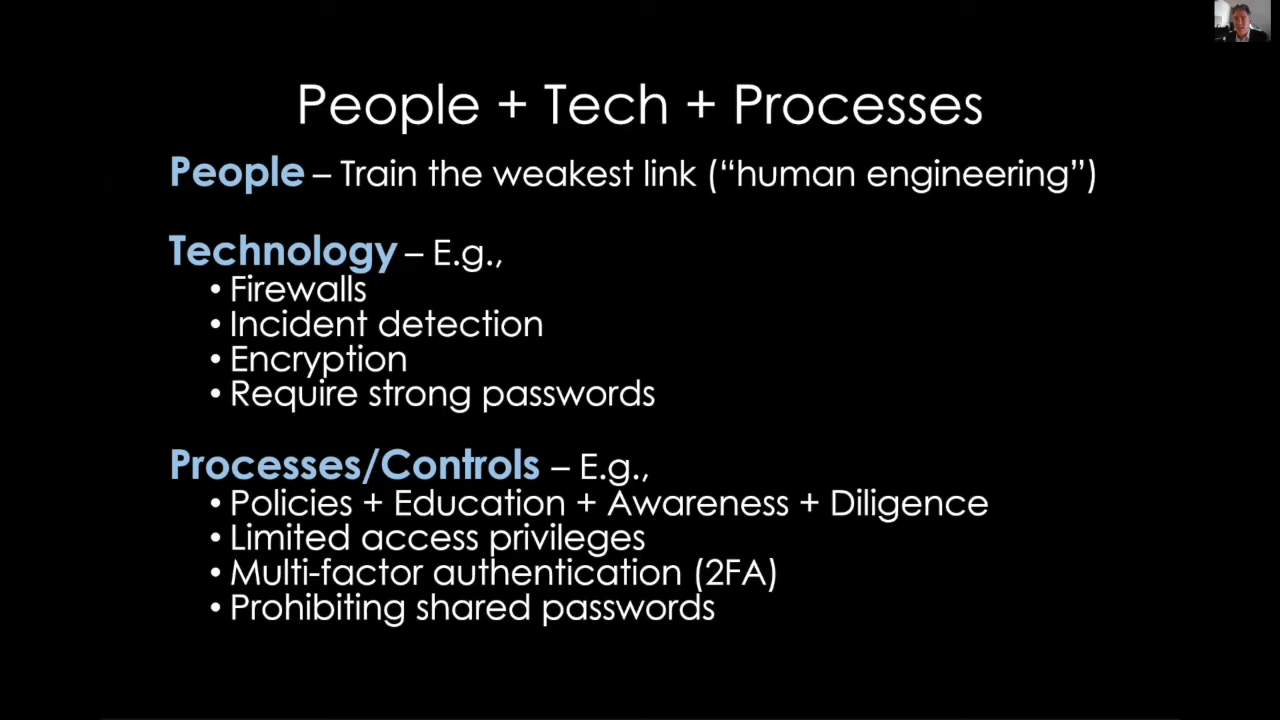 People + Tech + Processes
People – Train the weakest link (“human engineering”)
Technology – E.g.,
• Firewalls
• Incident detection
• Encryption
• Require strong passwords
Processes/Controls – E.g.,
• Policies + Education + Awareness + Diligence
• Limited access privileges
• Multi-factor authentication (2FA)
• Prohibiting shared passwords